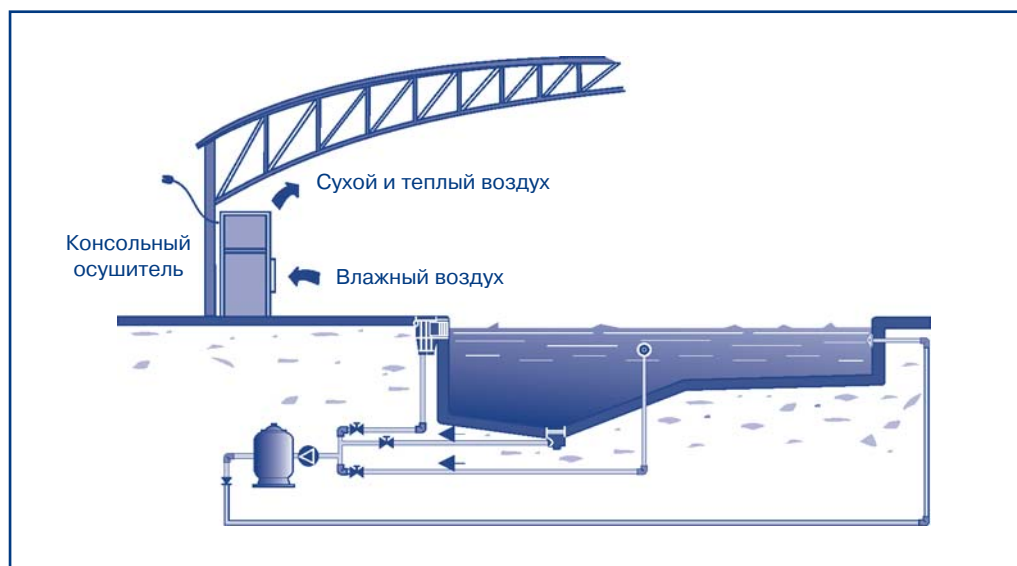 Сухой и теплый воздух
Консольный
осушитель
Влажный воздух